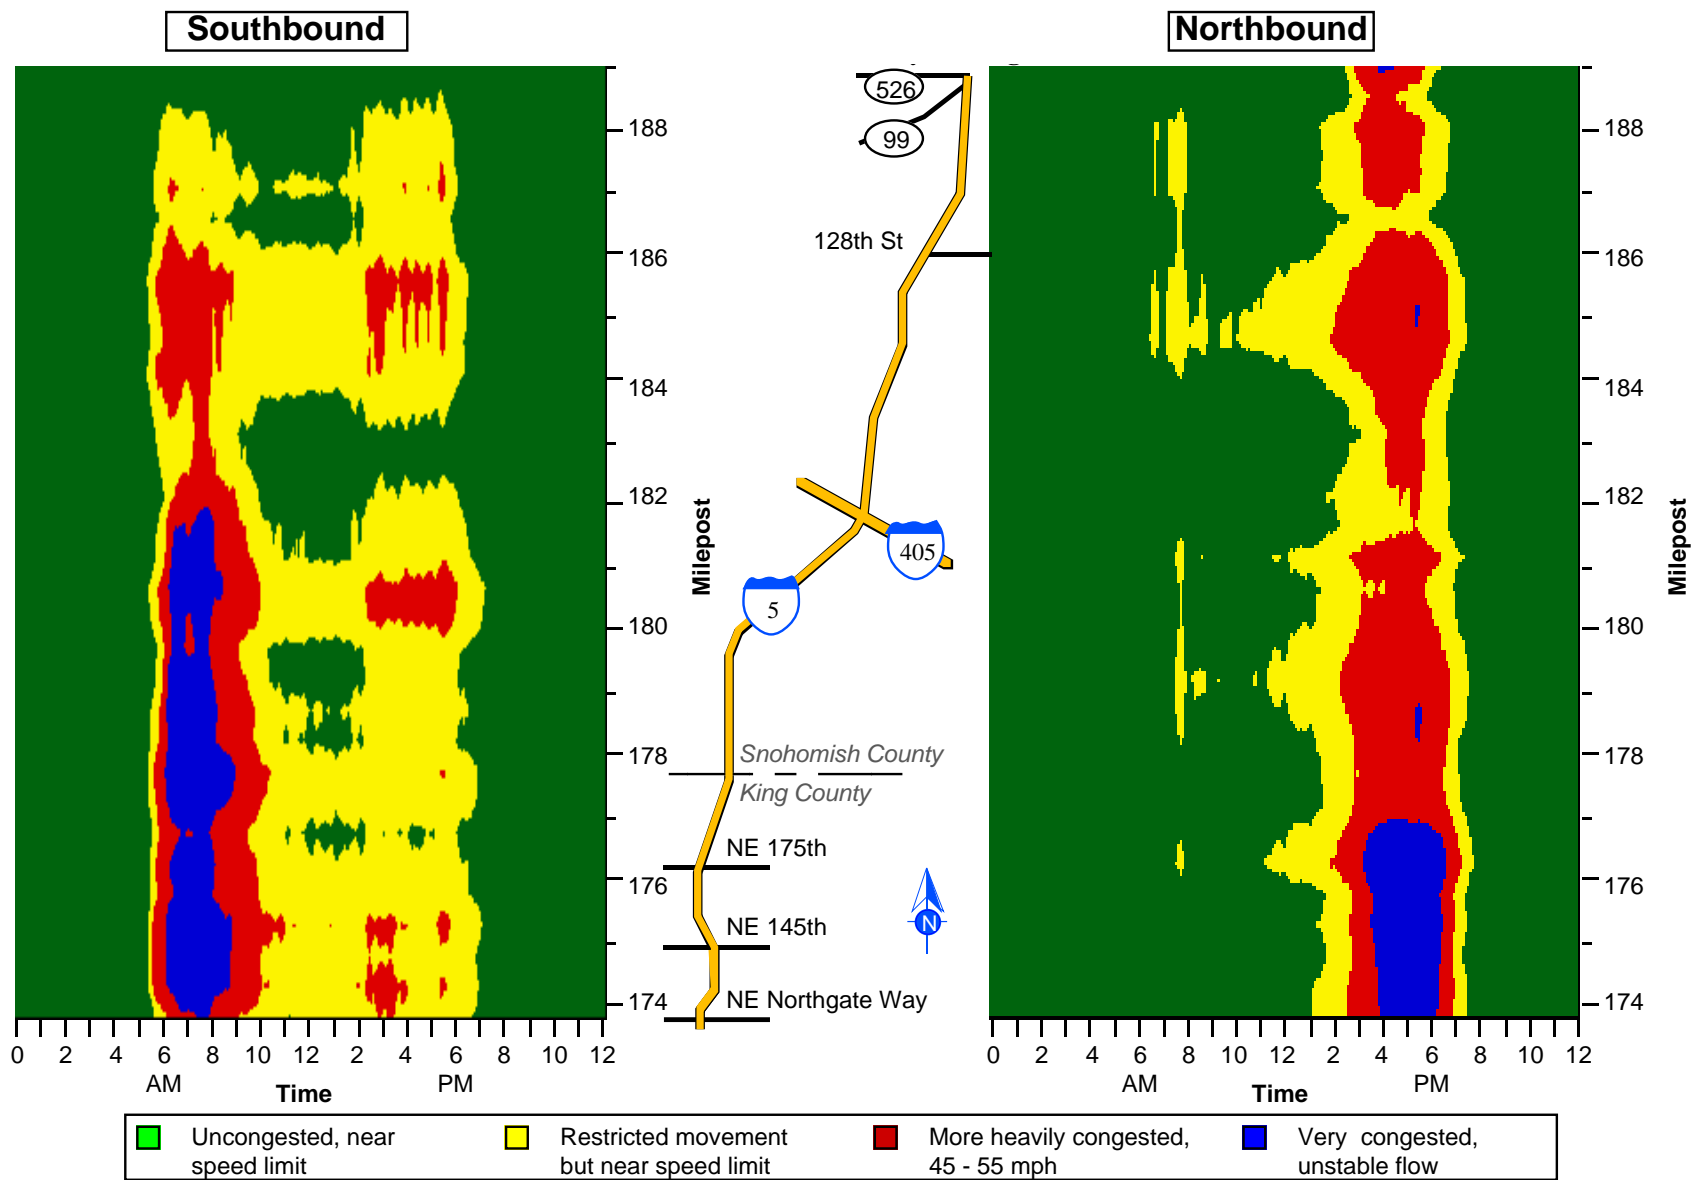 Southbound
Northbound
526
99
128th St
405
5
Snohomish County
King County
NE 175th
NE 145th
NE Northgate Way
N
188
186
184
182
180
178
176
174
Milepost
188
186
184
182
180
178
176
174
Milepost
0 2 4 6 8 10 12 2 4 6 8 10 12
AM PM
Time
0 2 4 6 8 10 12 2 4 6 8 10 12
AM PM
Time
Uncongested, near
speed limit
Restricted movement
but near speed limit
More heavily congested,
45 - 55 mph
Very congested,
unstable flow